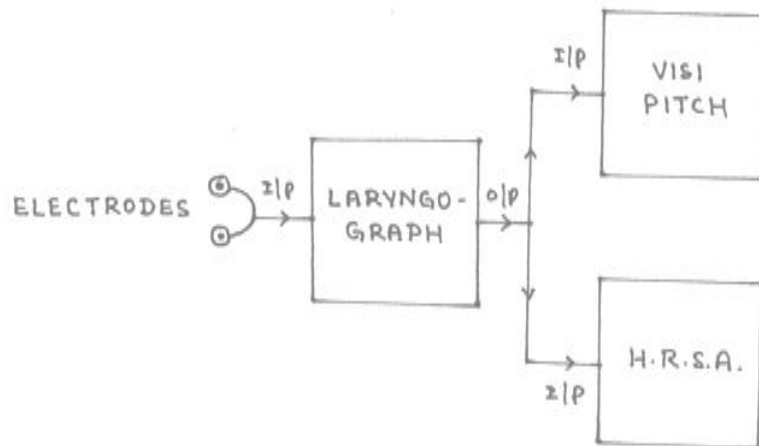 I/P
VISI
PITCH
ELECTRODES
I/P
LARYNGO-
GRAPH
O/P
H.R.S.A.
I/P